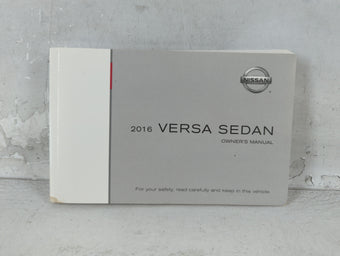 NISSAN
2016 VERSA SEDAN
OWNER'S MANUAL
For your safety, read carefully and keep in this vehicle.